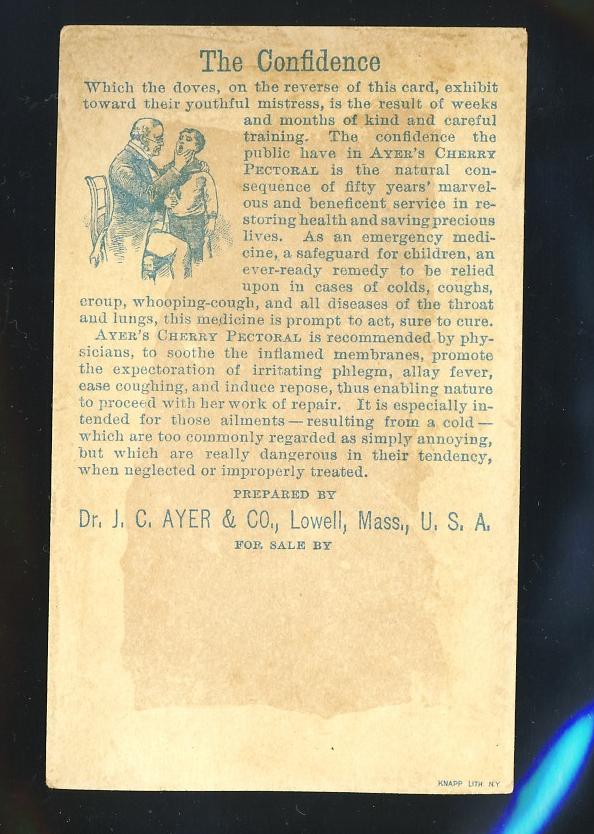 The Confidence
Which the doves, on the reverse of this card, exhibit
toward their youthful mistress, is the result of weeks
and months of kind and careful
training. The confidence the
public have in AYER'S CHERRY
PECTORAL is the natural con-
sequence of fifty years' marvel-
ous and beneficent service in re-
storing health and saving precious
lives. As an emergency medi-
cine, a safeguard for children, an
ever-ready remedy to be relied
upon in cases of colds, coughs,
croup, whooping-cough, and all diseases of the throat
and lungs, this medicine is prompt to act, sure to cure.
AYER'S CHERRY PECTORAL is recommended by phy-
sicians, to soothe the inflamed membranes, promote
the expectoration of irritating phlegm, allay fever,
ease coughing, and induce repose, thus enabling nature
to proceed with her work of repair. It is especially in-
tended for those ailments — resulting from a cold —
which are too commonly regarded as simply annoying,
but which are really dangerous in their tendency,
when neglected or improperly treated.
PREPARED BY
Dr. J. C. AYER & CO., Lowell, Mass., U. S. A.
FOR SALE BY
KNAPP LITH. N.Y.